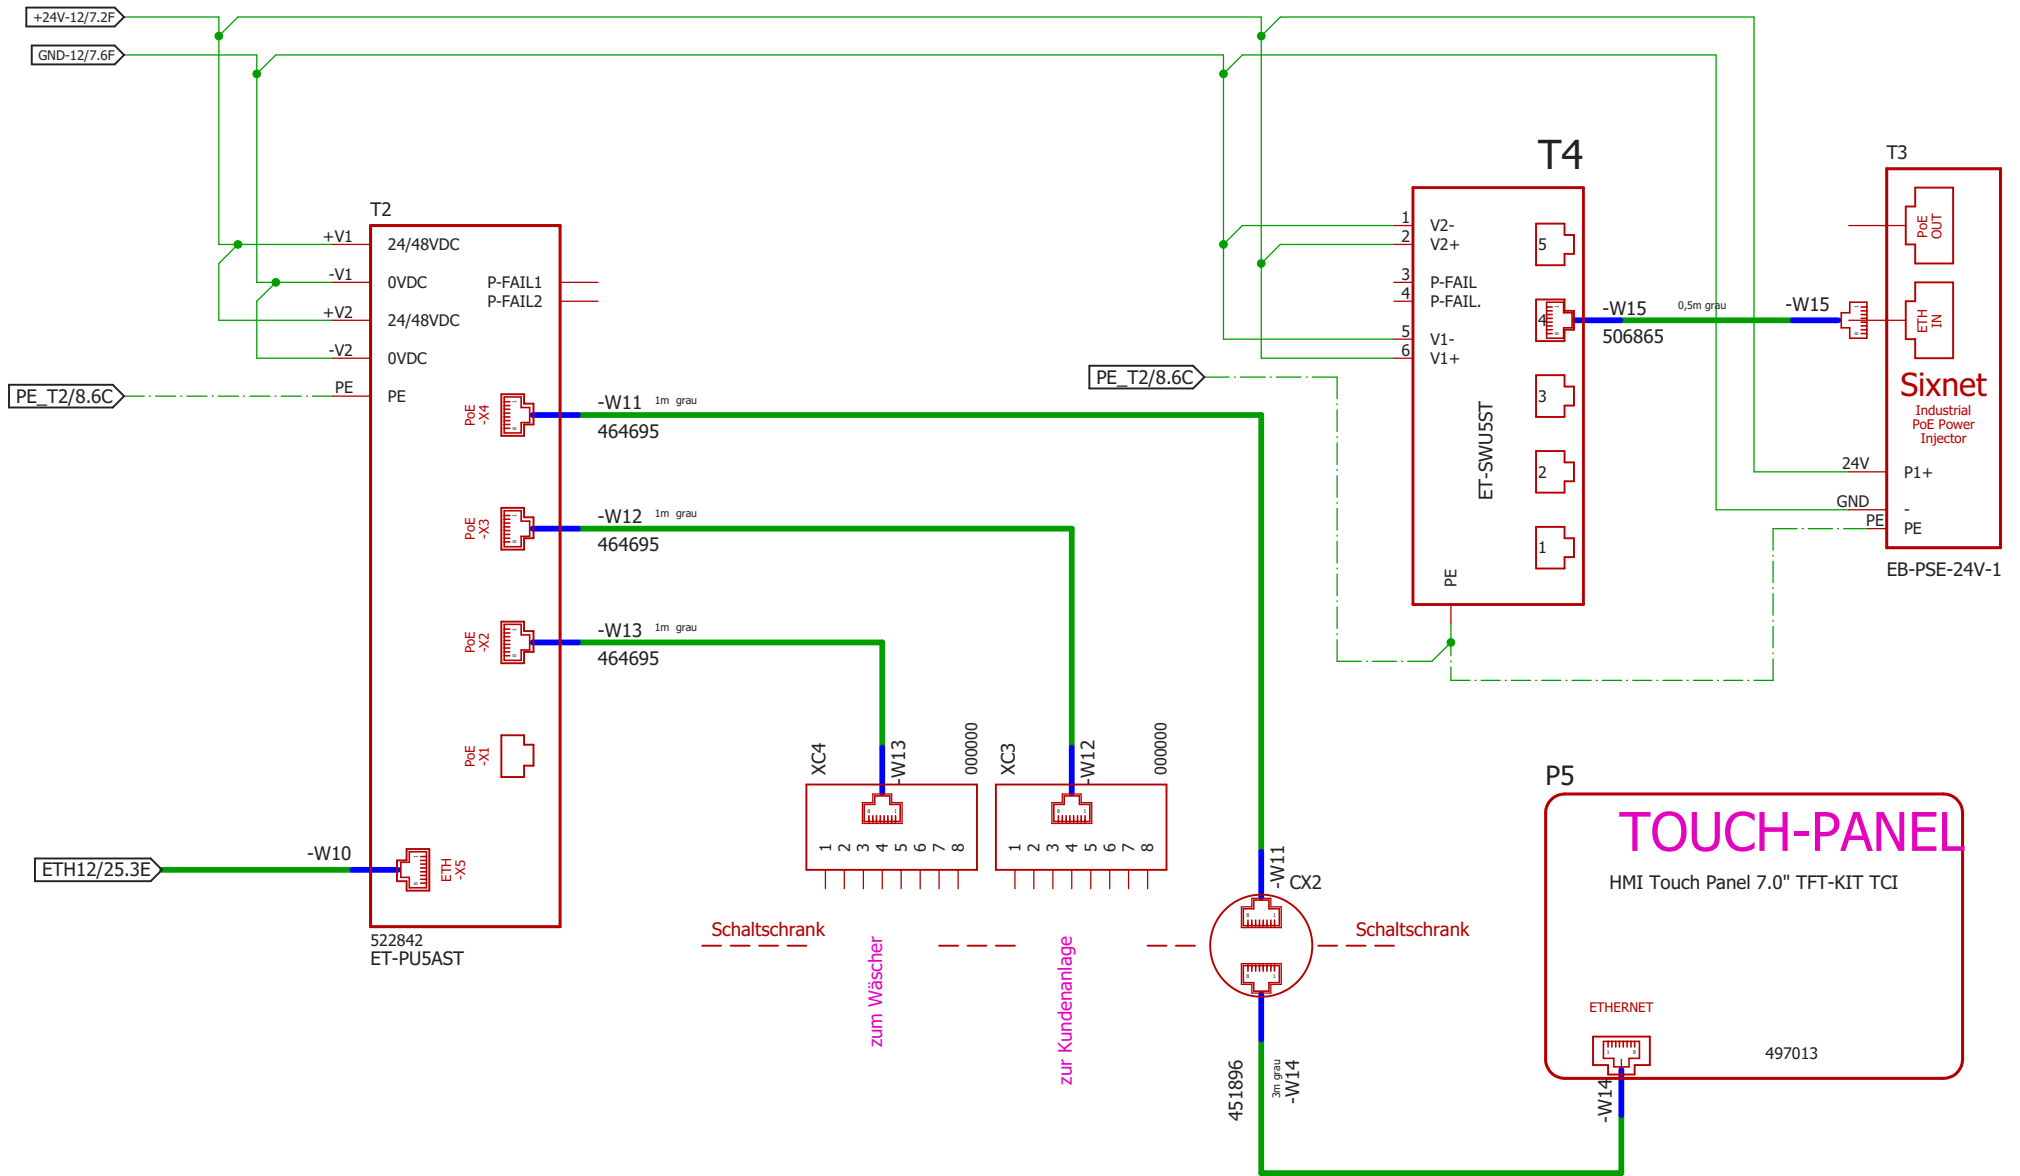 +24V-12/7.2F
GND-12/7.6F
T2
+V1
24/48VDC
-V1
0VDC
P-FAIL1
P-FAIL2
+V2
24/48VDC
-V2
0VDC
PE_T2/8.6C
PE
PE
PoE
-X4
-W11 1m grau
464695
PoE
-X3
-W12 1m grau
464695
PoE
-X2
-W13 1m grau
464695
PoE
-X1
ETH12/25.3E
-W10
ETH
-X5
522842
ET-PU5AST
XC4
-W13
000000
1 2 3 4 5 6 7 8
XC3
-W12
000000
1 2 3 4 5 6 7 8
Schaltschrank
zum Wäscher
zur Kundenanlage
-W11
CX2
Schaltschrank
451896
3m grau
-W14
T4
1 V2-
2 V2+
3 P-FAIL
4 P-FAIL.
5 V1-
6 V1+
PE_T2/8.6C
ET-SWU5ST
PE
5
4
3
2
1
-W15 0,5m grau -W15
506865
T3
PoE
OUT
ETH
IN
Sixnet
Industrial
PoE Power
Injector
24V P1+
GND -
PE PE
EB-PSE-24V-1
P5
TOUCH-PANEL
HMI Touch Panel 7.0" TFT-KIT TCI
ETHERNET
497013
-W14